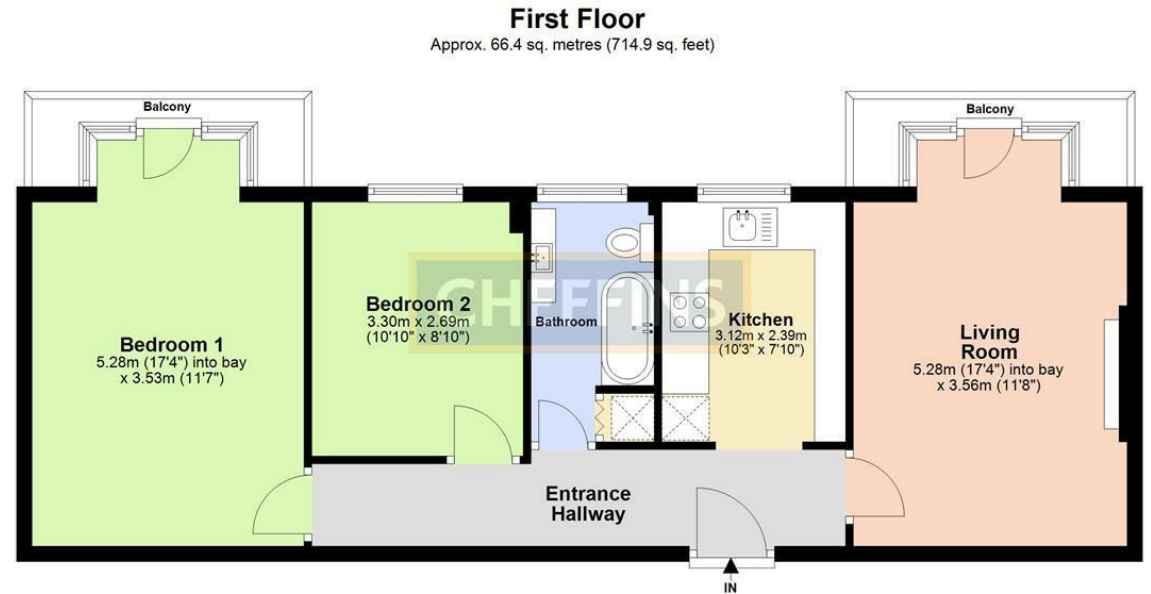 First Floor
Approx. 66.4 sq. metres (714.9 sq. feet)
Balcony
Balcony
CHEFFINS
Bedroom 1
5.28m (17'4") into bay
x 3.53m (11'7")
Bedroom 2
3.30m x 2.69m
(10'10" x 8'10")
Bathroom
Kitchen
3.12m x 2.39m
(10'3" x 7'10")
Living
Room
5.28m (17'4") into bay
x 3.56m (11'8")
Entrance
Hallway
IN